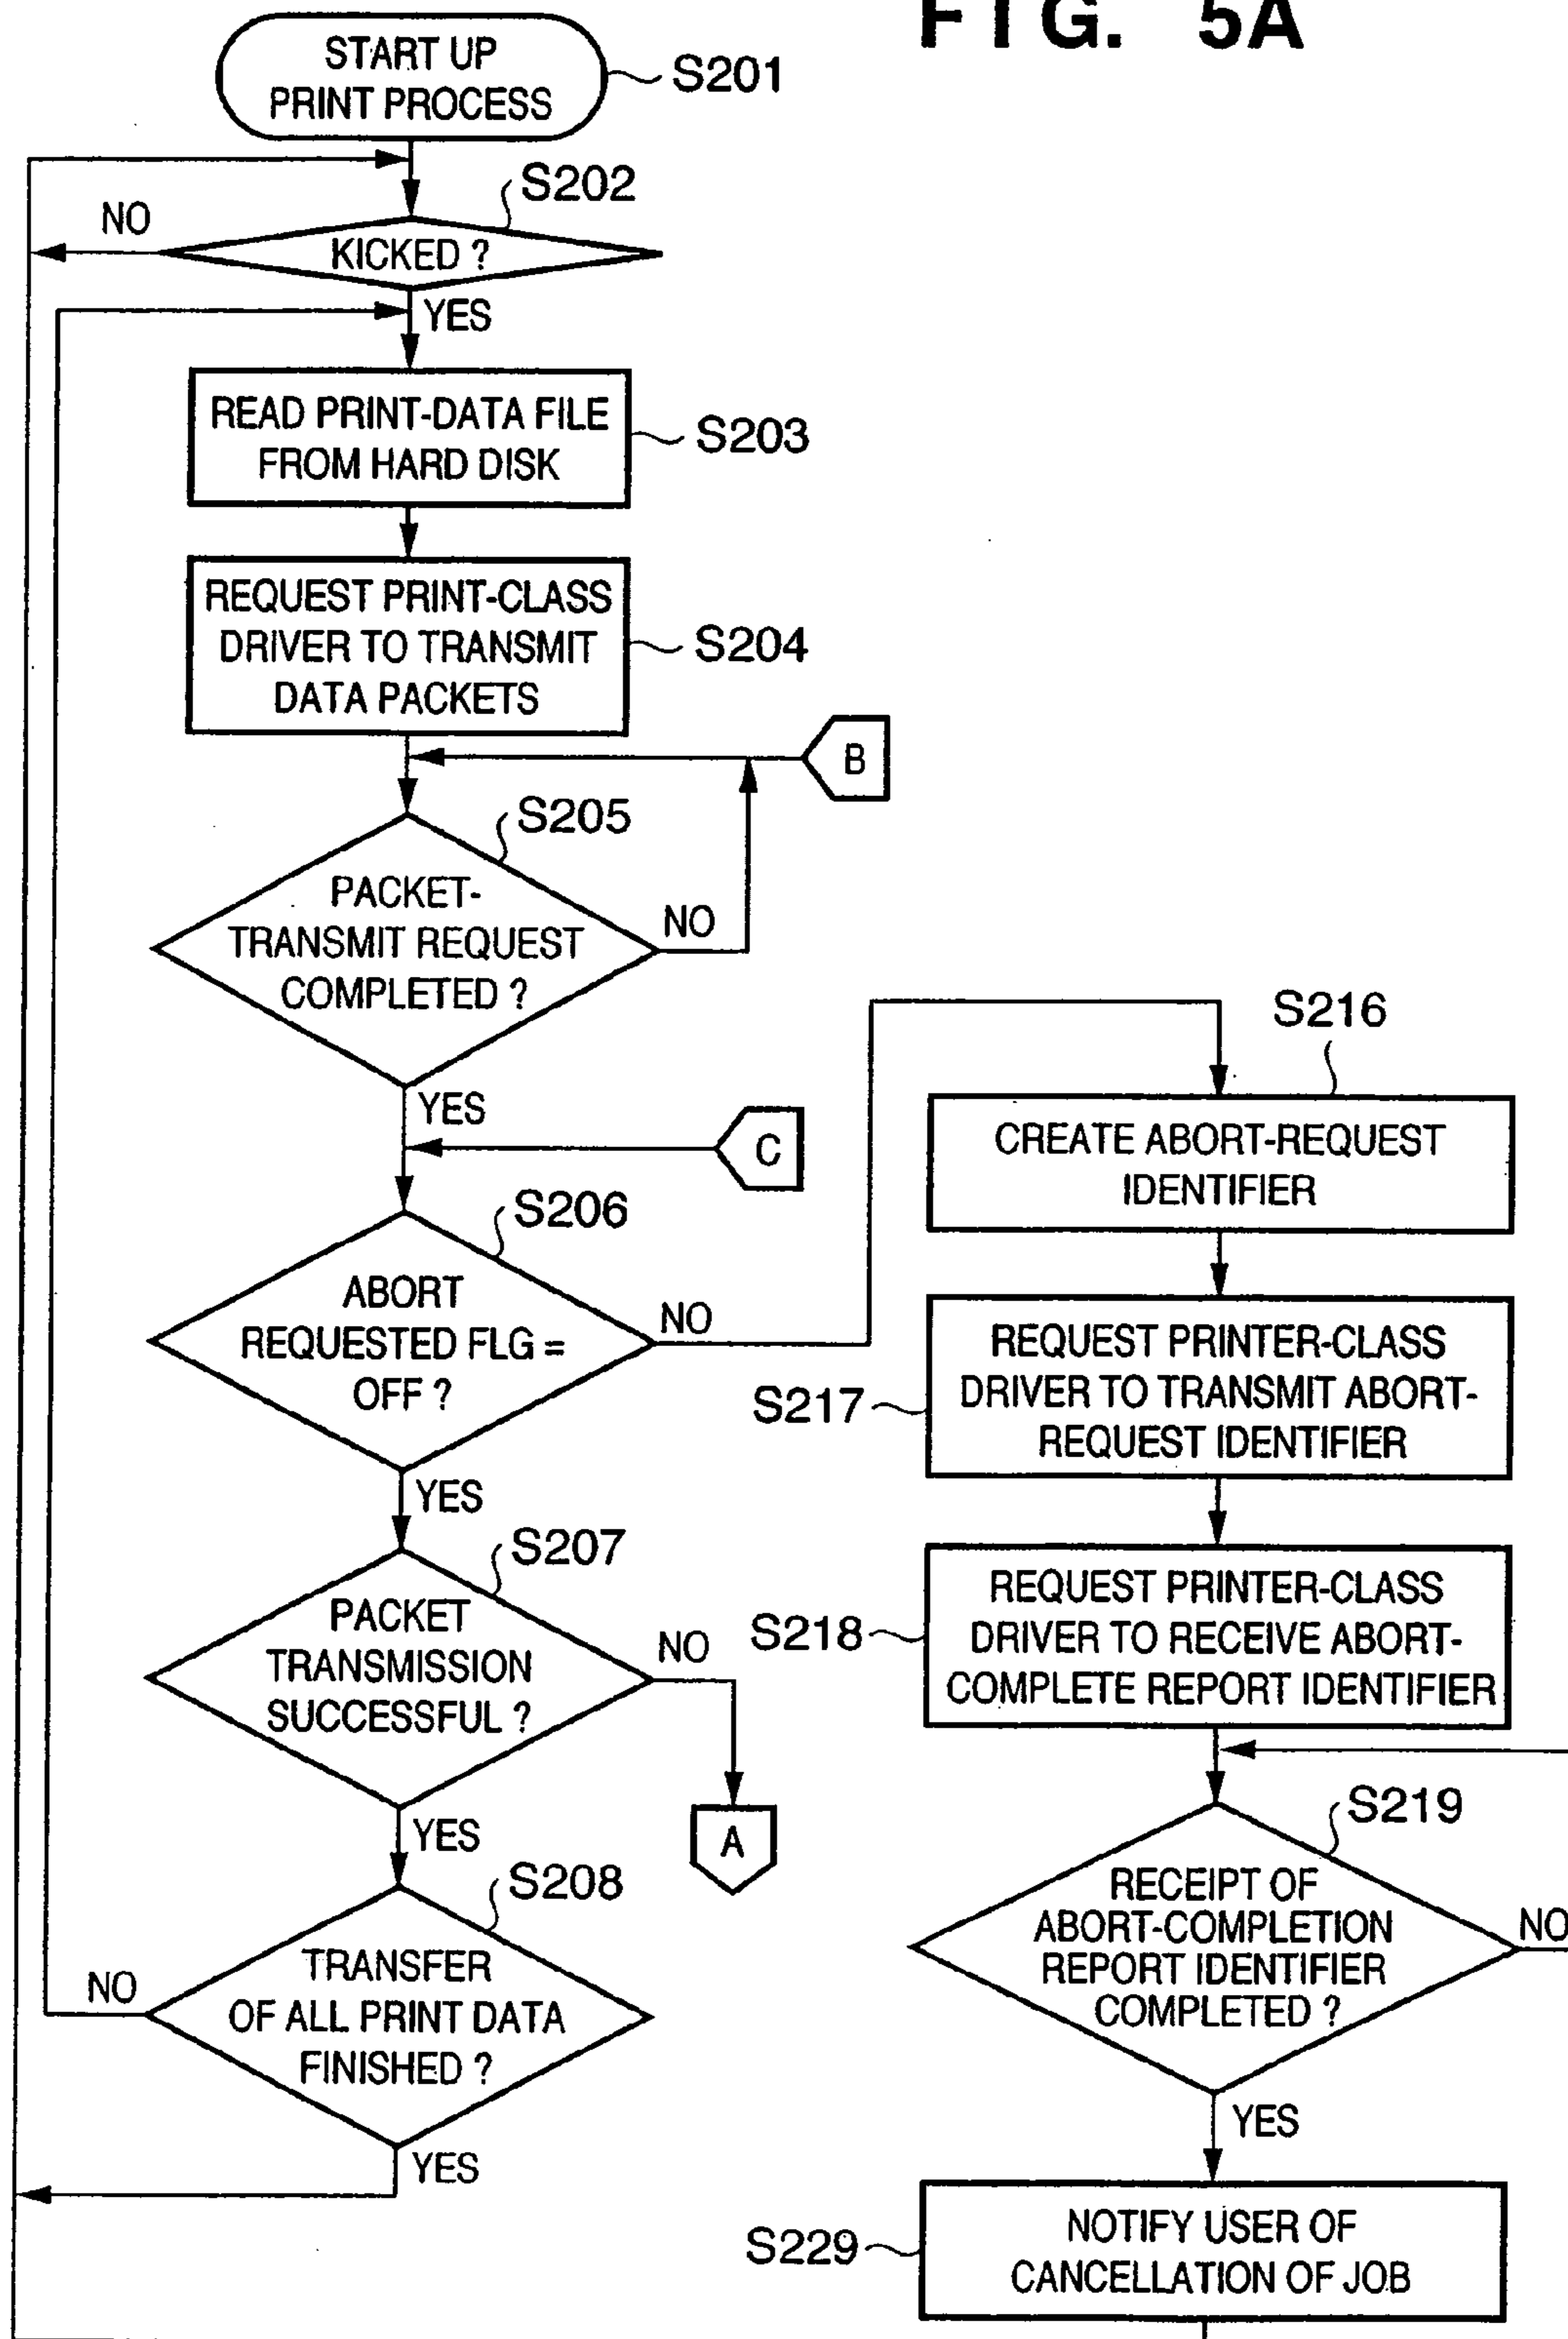 FIG. 5A
START UP
PRINT PROCESS
S201
S202
NO
KICKED ?
YES
READ PRINT-DATA FILE
FROM HARD DISK
S203
REQUEST PRINT-CLASS
DRIVER TO TRANSMIT
DATA PACKETS
S204
B
S205
PACKET-
TRANSMIT REQUEST
COMPLETED ?
NO
YES
C
S206
ABORT
REQUESTED FLG =
OFF ?
NO
YES
S207
PACKET
TRANSMISSION
SUCCESSFUL ?
NO
A
YES
S208
TRANSFER
OF ALL PRINT DATA
FINISHED ?
NO
YES
S216
CREATE ABORT-REQUEST
IDENTIFIER
S217
REQUEST PRINTER-CLASS
DRIVER TO TRANSMIT ABORT-
REQUEST IDENTIFIER
S218
REQUEST PRINTER-CLASS
DRIVER TO RECEIVE ABORT-
COMPLETE REPORT IDENTIFIER
S219
RECEIPT OF
ABORT-COMPLETION
REPORT IDENTIFIER
COMPLETED ?
NO
YES
S229
NOTIFY USER OF
CANCELLATION OF JOB